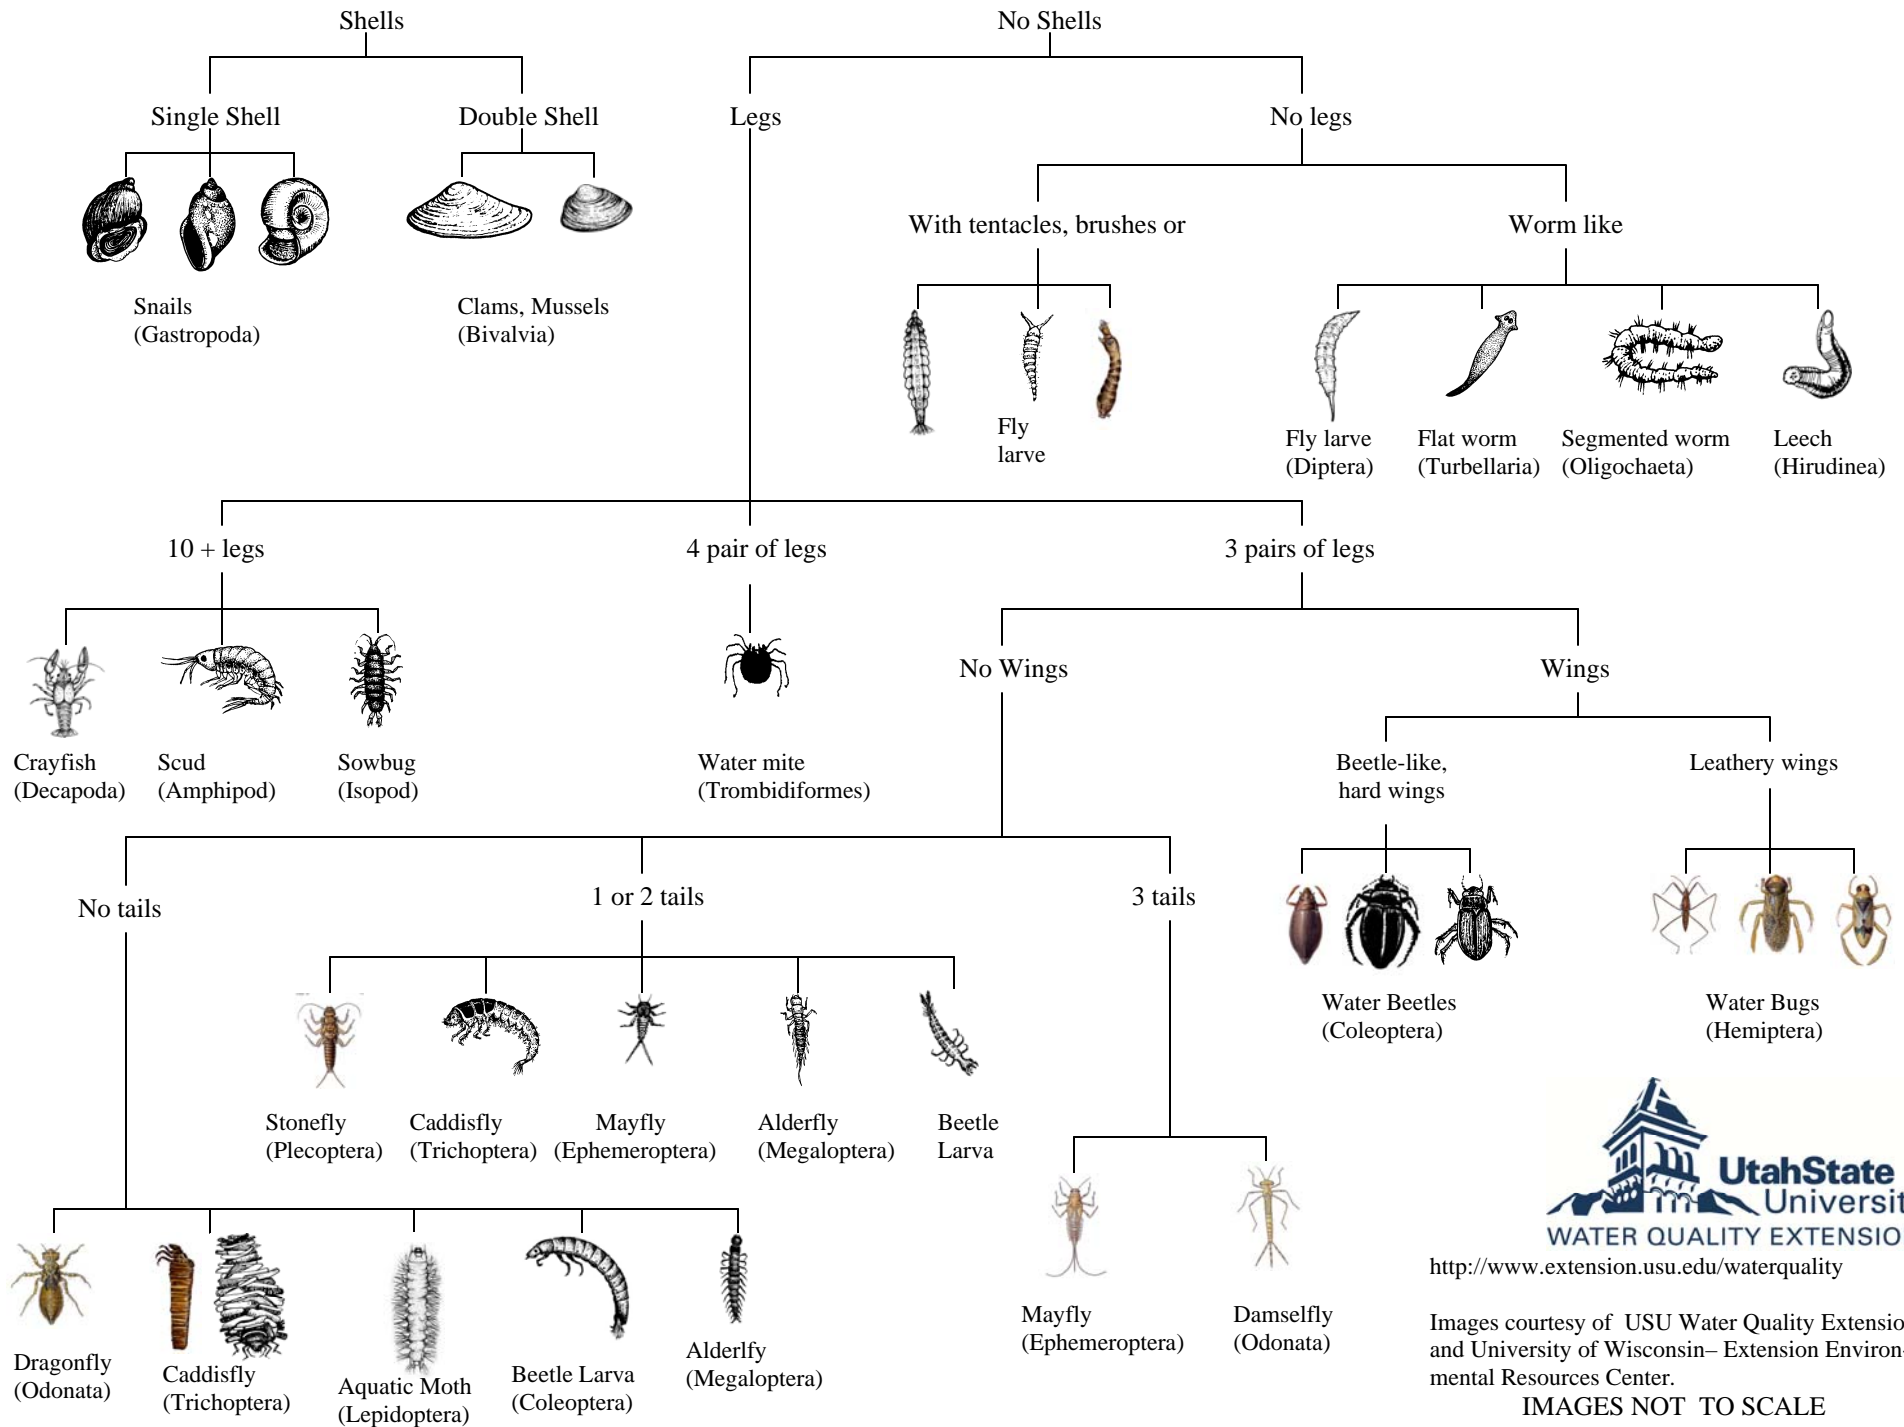 Shells
No Shells
Single Shell
Double Shell
Legs
No legs
With tentacles, brushes or
Worm like
Snails
(Gastropoda)
Clams, Mussels
(Bivalvia)
Fly
larve
Fly larve
(Diptera)
Flat worm
(Turbellaria)
Segmented worm
(Oligochaeta)
Leech
(Hirudinea)
10 + legs
4 pair of legs
3 pairs of legs
No Wings
Wings
Crayfish
(Decapoda)
Scud
(Amphipod)
Sowbug
(Isopod)
Water mite
(Trombidiformes)
Beetle-like,
hard wings
Leathery wings
No tails
1 or 2 tails
3 tails
Water Beetles
(Coleoptera)
Water Bugs
(Hemiptera)
Stonefly
(Plecoptera)
Caddisfly
(Trichoptera)
Mayfly
(Ephemeroptera)
Alderfly
(Megaloptera)
Beetle
Larva
Dragonfly
(Odonata)
Caddisfly
(Trichoptera)
Aquatic Moth
(Lepidoptera)
Beetle Larva
(Coleoptera)
Alderlfy
(Megaloptera)
Mayfly
(Ephemeroptera)
Damselfly
(Odonata)
UtahState
Universit
WATER QUALITY EXTENSIO
http://www.extension.usu.edu/waterquality
Images courtesy of USU Water Quality Extensio
and University of Wisconsin– Extension Environ-
mental Resources Center.
IMAGES NOT TO SCALE